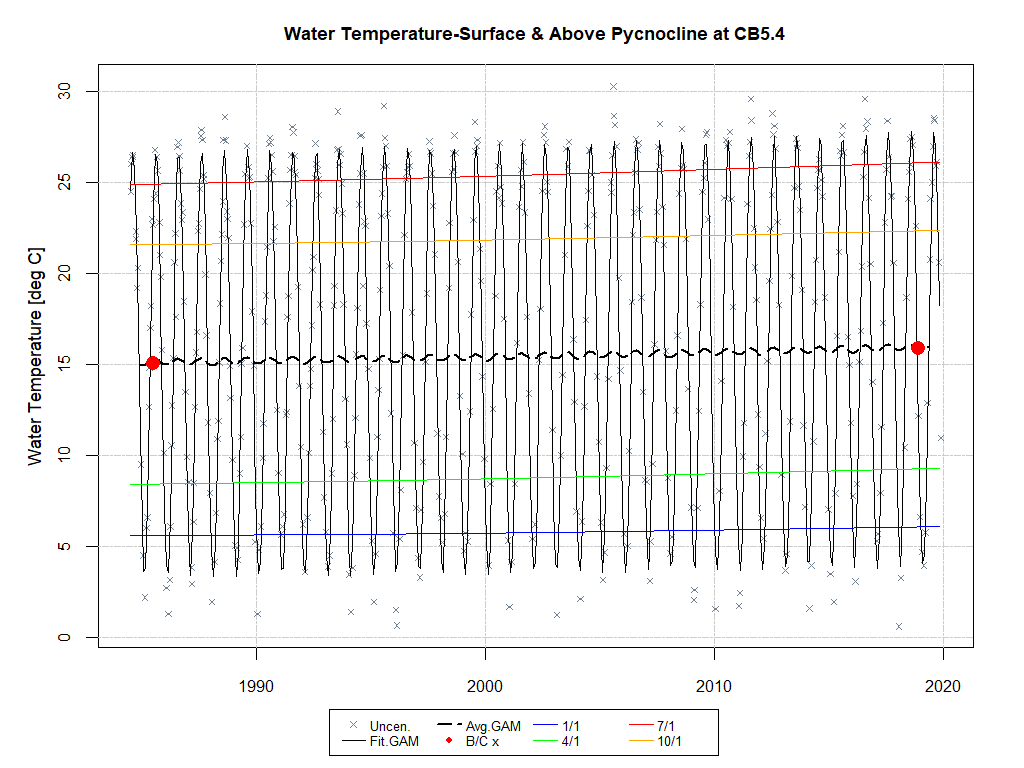 Water Temperature-Surface & Above Pycnocline at CB5.4
Water Temperature [deg C]
30
25
20
15
10
5
0
1990 2000 2010 2020
Uncen. Avg.GAM 1/1 7/1
Fit.GAM B/C x 4/1 10/1